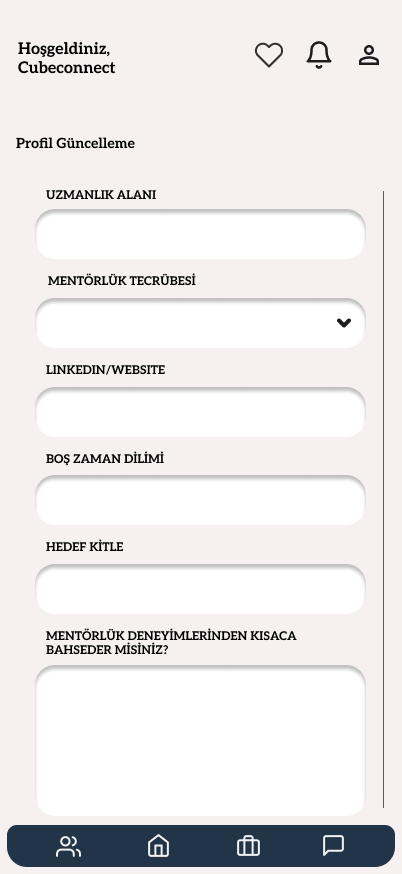 Hoşgeldiniz,
Cubeconnect
Profil Güncelleme
UZMANLIK ALANI
MENTÖRLÜK TECRÜBESİ
LINKEDIN/WEBSITE
BOŞ ZAMAN DİLİMİ
HEDEF KİTLE
MENTÖRLÜK DENEYİMLERİNDEN KISACA
BAHSEDER MİSİNİZ?